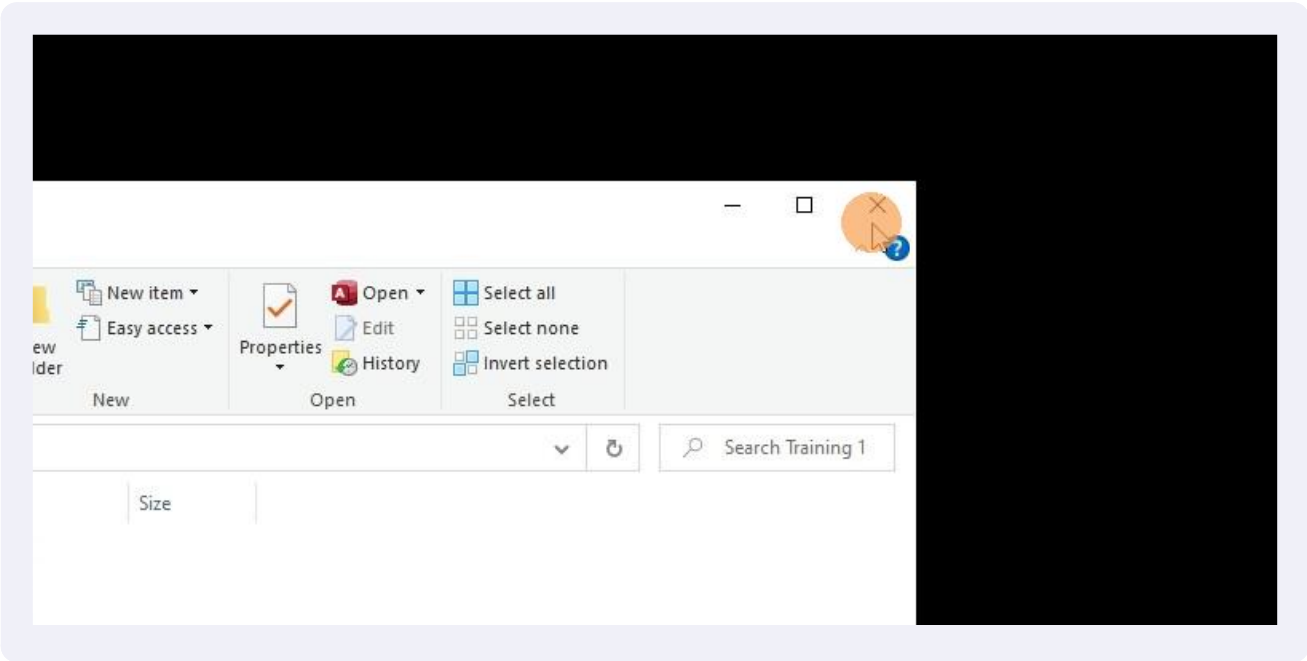 New item
Easy access
ew
lder
New
Properties
Open
Edit
History
Open
Select all
Select none
Invert selection
Select
Search Training 1
Size